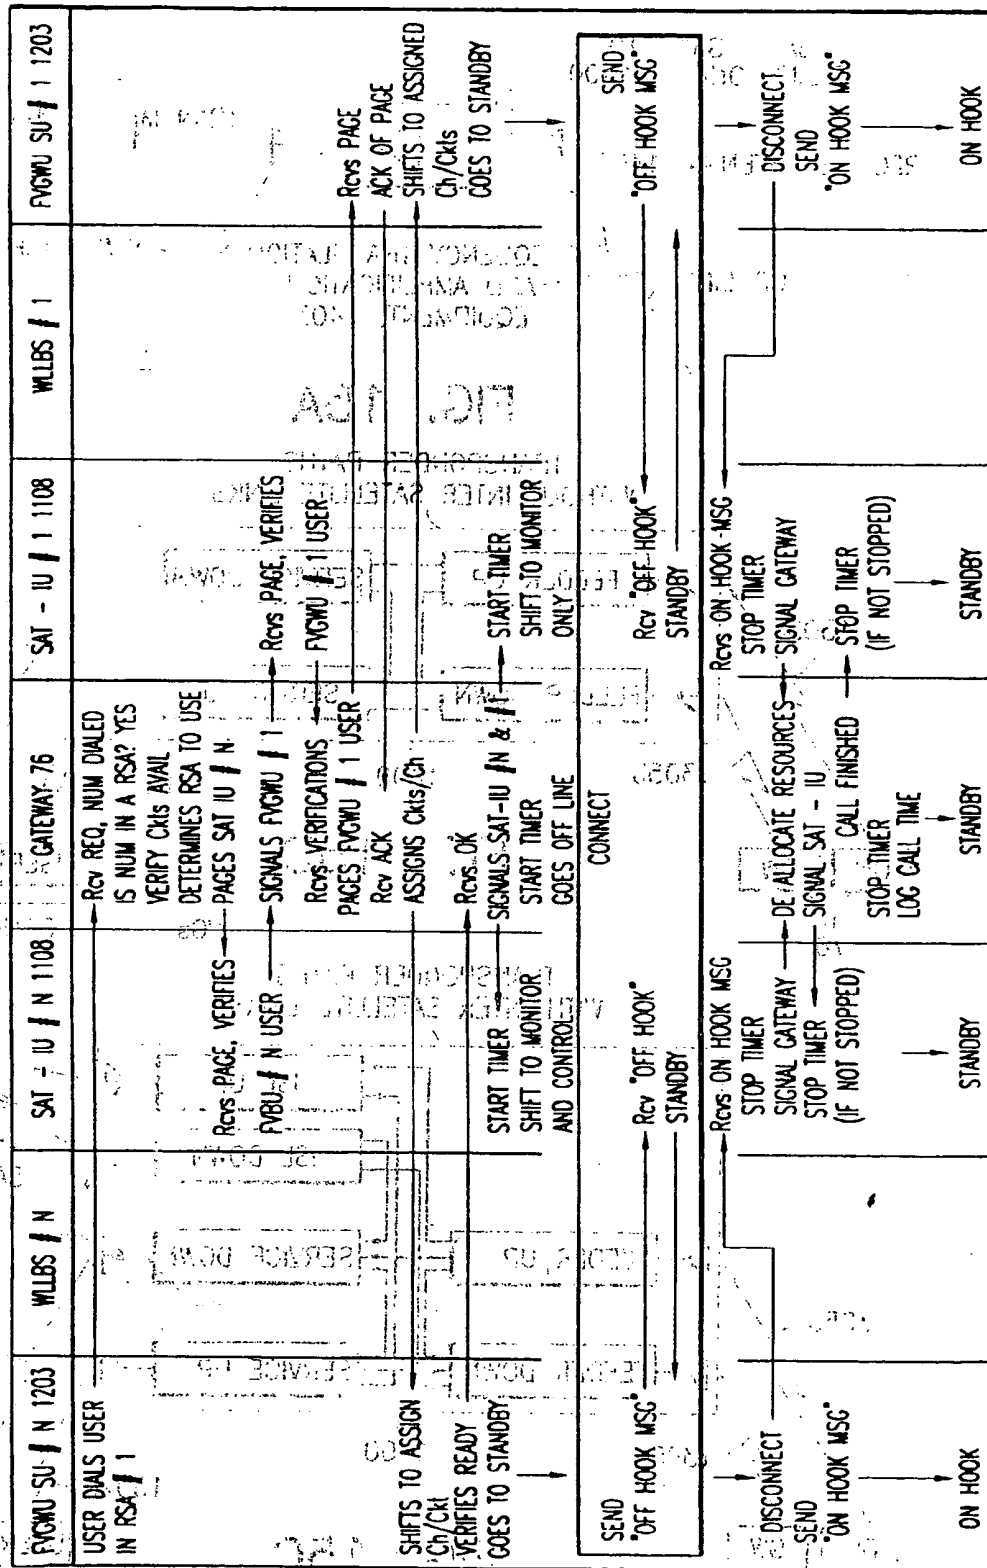 FVGWU SU # N 1203
WLLBS # N
SAT - IU # N 1108
GATEWAY 76
SAT - IU # 1 1108
WLLBS # 1
FVGWU SU # 1 1203
USER DIALS USER
IN RSA # 1
Rcv REQ, NUM DIALED
IS NUM IN A RSA? YES
VERIFY Ckts AVAIL
DETERMINES RSA TO USE
PAGES SAT IU # N
Rcvs PAGE, VERIFIES
FVBU # N USER
SIGNALS FVGWU # 1
Rcvs PAGE, VERIFIES
FVGWU # 1 USER
Rcvs VERIFICATIONS
PAGES FVGWU # 1 USER
Rcvs PAGE
ACK OF PAGE
Rcv ACK
ASSIGNS Ckts/Ch
SHIFTS TO ASSIGNED
Ch/Ckts
GOES TO STANDBY
SHIFTS TO ASSIGN
Ch/Ckt
VERIFIES READY
GOES TO STANDBY
Rcvs OK
SIGNALS SAT-IU # N & # 1
START TIMER
GOES OFF LINE
START TIMER
SHIFT TO MONITOR
AND CONTROL
START TIMER
SHIFT TO MONITOR
ONLY
CONNECT
SEND
"OFF HOOK MSG"
Rcv "OFF HOOK"
STANDBY
Rcv "OFF HOOK"
STANDBY
SEND
"OFF HOOK MSG"
DISCONNECT
SEND
"ON HOOK MSG"
ON HOOK
Rcvs ON HOOK MSG
STOP TIMER
SIGNAL GATEWAY
STOP TIMER
(IF NOT STOPPED)
STANDBY
DE ALLOCATE RESOURCES
SIGNAL SAT - IU
CALL FINISHED
STOP TIMER
LOG CALL TIME
STANDBY
Rcvs ON HOOK MSG
STOP TIMER
SIGNAL GATEWAY
STOP TIMER
(IF NOT STOPPED)
STANDBY
DISCONNECT
SEND
"ON HOOK MSG"
ON HOOK
FIG. 15A